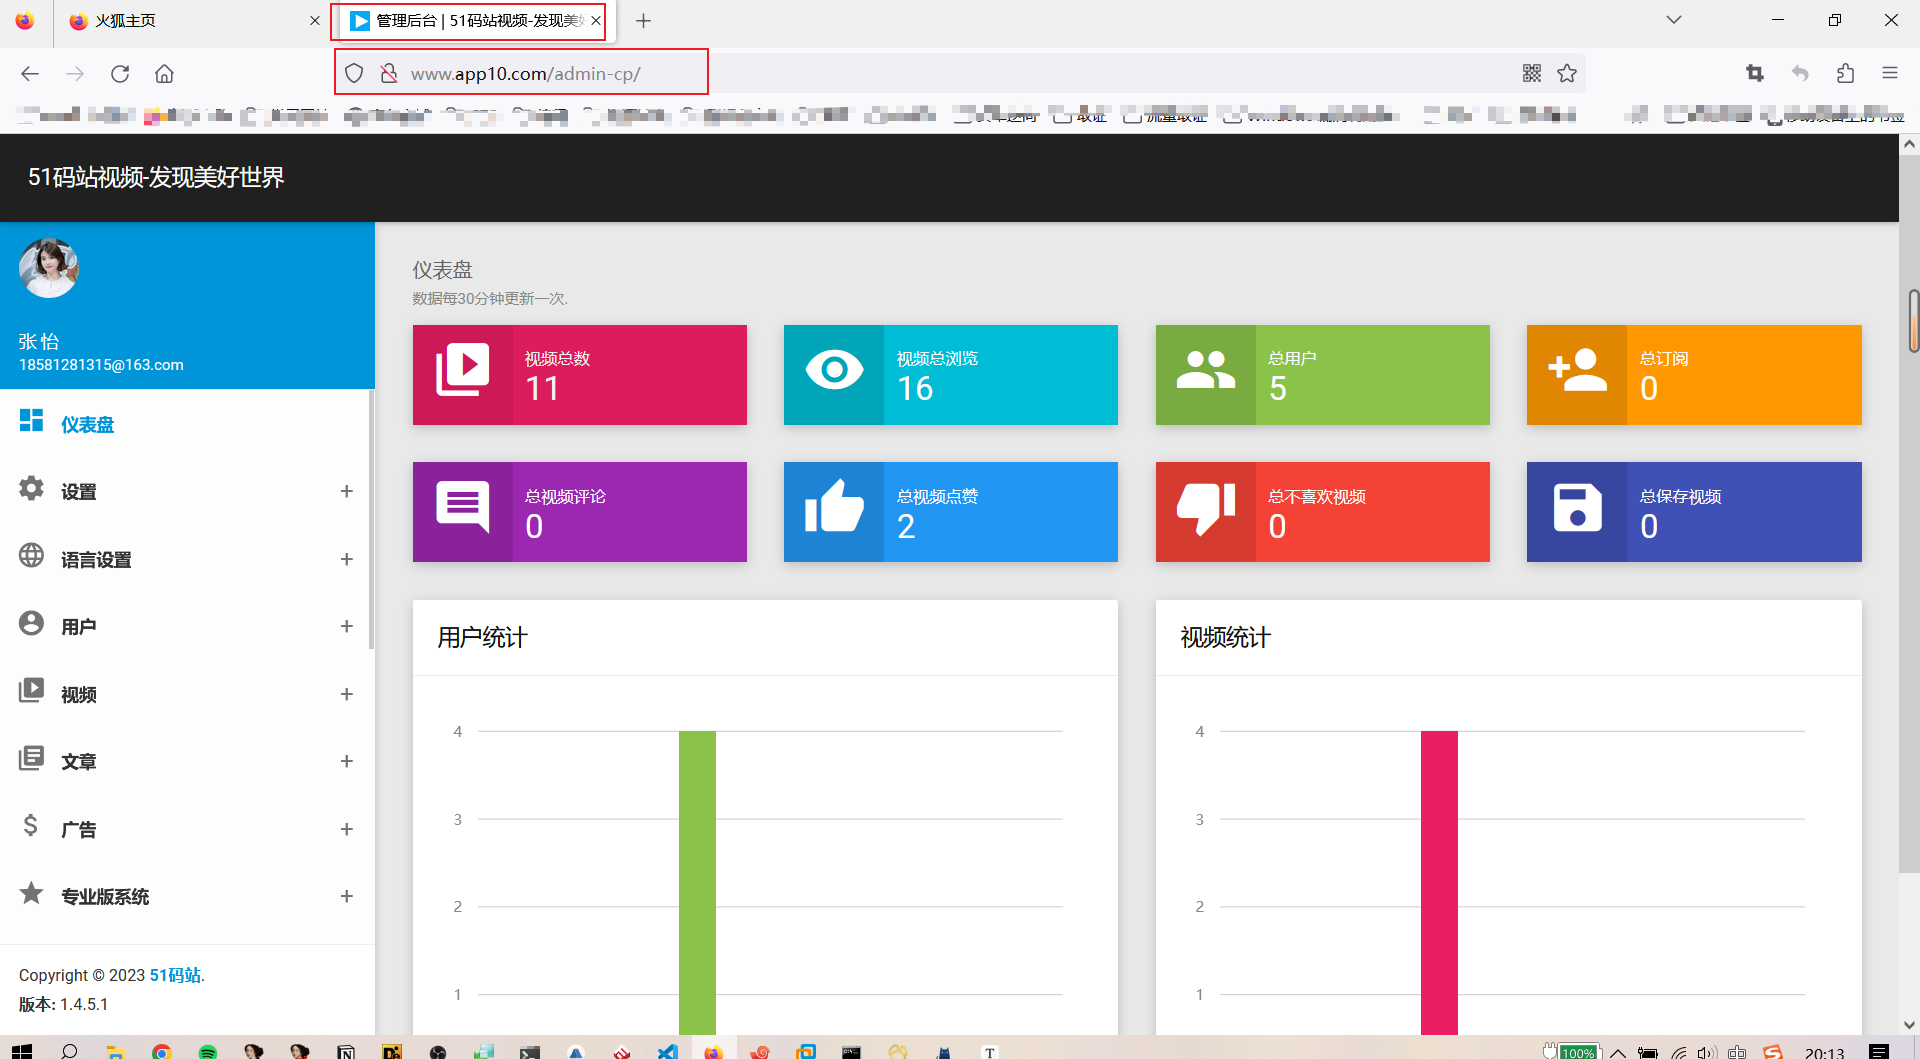 火狐主页
管理后台 | 51码站视频-发现美
www.app10.com/admin-cp/
取证
流量取证
51码站视频-发现美好世界
张 怡
18581281315@163.com
仪表盘
设置
语言设置
用户
视频
文章
广告
专业版系统
Copyright © 2023 51码站.
版本: 1.4.5.1
仪表盘
数据每30分钟更新一次.
视频总数
11
视频总浏览
16
总用户
5
总订阅
0
总视频评论
0
总视频点赞
2
总不喜欢视频
0
总保存视频
0
用户统计
4
3
2
1
视频统计
4
3
2
1
100%
20:13